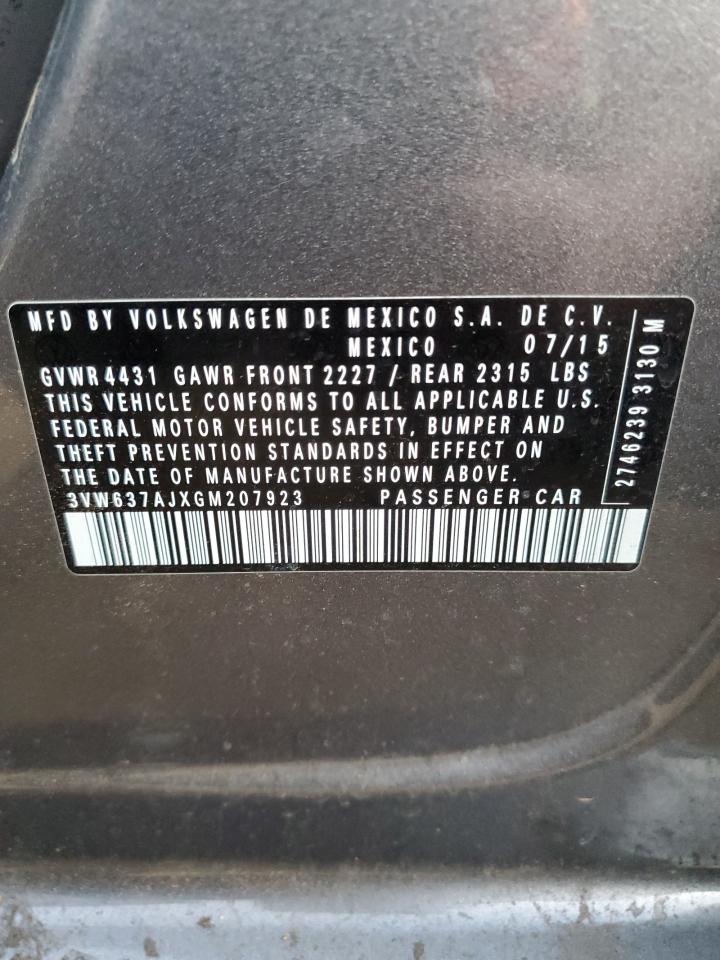 MFD BY VOLKSWAGEN DE MEXICO S.A. DE C.V.
MEXICO 07/15
GVWR 4431 GAWR FRONT 2227 / REAR 2315 LBS
THIS VEHICLE CONFORMS TO ALL APPLICABLE U.S.
FEDERAL MOTOR VEHICLE SAFETY, BUMPER AND
THEFT PREVENTION STANDARDS IN EFFECT ON
THE DATE OF MANUFACTURE SHOWN ABOVE.
3VW637AJXGM207923 PASSENGER CAR
2746239 3130 M